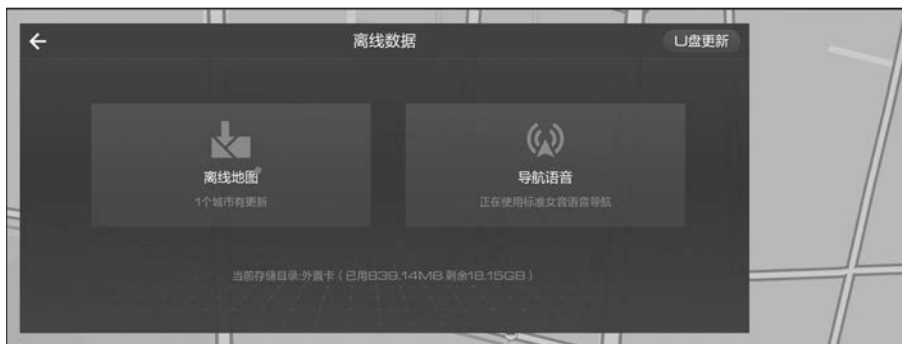 离线数据
U盘更新
离线地图
导航语音
1个城市有更新
正在使用标准女音语音导航
当前存储目录:外置卡（已用839.14MB 剩余18.15GB）